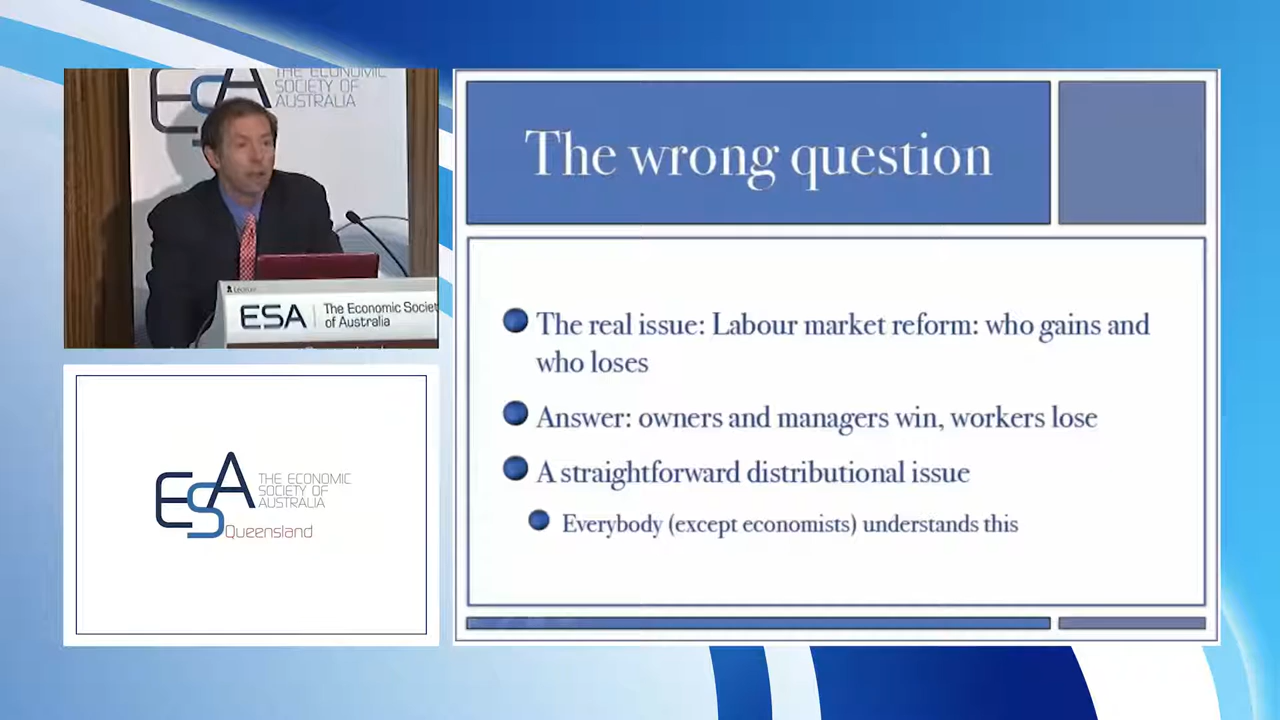 THE ECONOMIC
SOCIETY OF
AUSTRALIA
ESA
ESA
The Economic Societ
of Australia
ESA
THE ECONOMIC
SOCIETY OF
AUSTRALIA
Queensland
The wrong question
The real issue: Labour market reform: who gains and
who loses
Answer: owners and managers win, workers lose
A straightforward distributional issue
Everybody (except economists) understands this